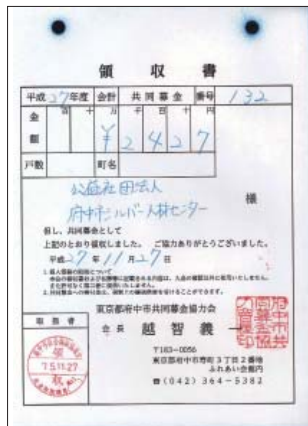 領収書
平成 27年度 会計 共同募金 番号 132
金額 百 十 万 千 百 十 円
¥2427
戸数 町名
公益社団法人
府中市シルバー人材センター 様
但し、共同募金として
上記のとおり領収しました。ご協力ありがとうございました。
平成 27年 11月 27日
東京都府中市共同募金協力会
会長 越智義一
〒183-0056
東京都府中市寿町3丁目2番地
ふれあい会館内
☎(042)364-5382
領収
'15.11.27